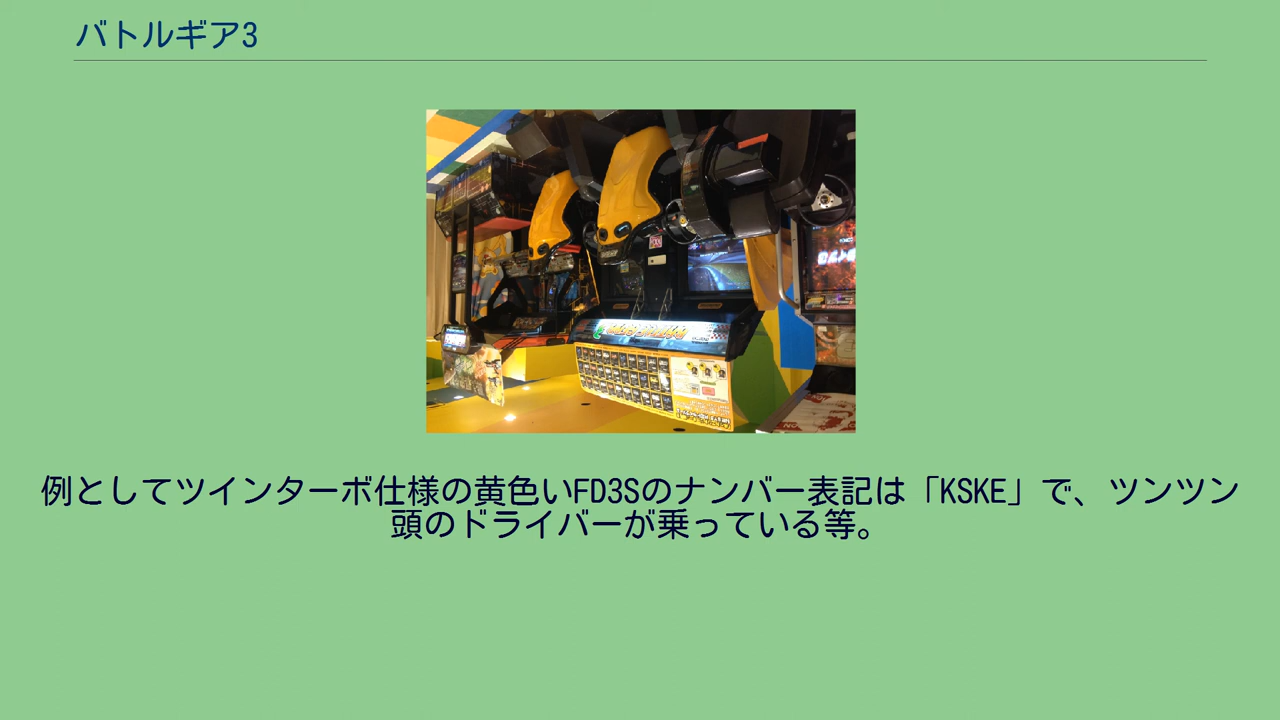 バトルギア3
例としてツインターボ仕様の黄色いFD3Sのナンバー表記は「KSKE」で、ツンツン
頭のドライバーが乗っている等。